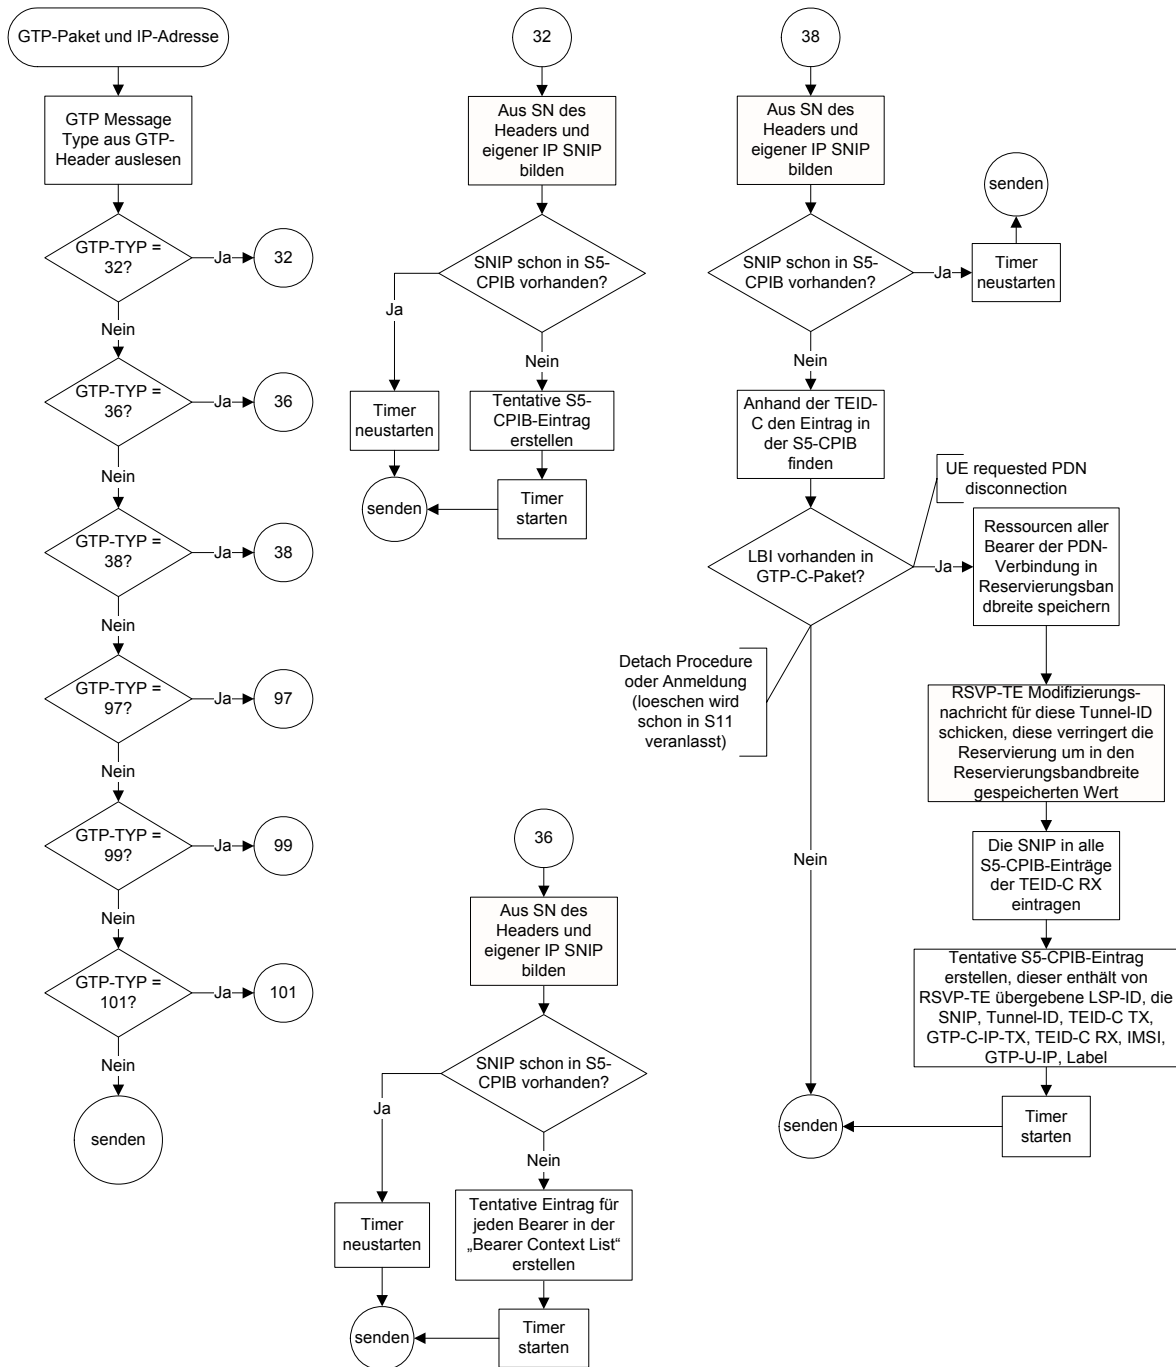 GTP-Paket und IP-Adresse
GTP Message
Type aus GTP-
Header auslesen
GTP-TYP =
32?
Ja
32
Nein
GTP-TYP =
36?
Ja
36
Nein
GTP-TYP =
38?
Ja
38
Nein
GTP-TYP =
97?
Ja
97
Nein
GTP-TYP =
99?
Ja
99
Nein
GTP-TYP =
101?
Ja
101
Nein
senden
32
Aus SN des
Headers und
eigener IP SNIP
bilden
SNIP schon in S5-
CPIB vorhanden?
Ja
Nein
Timer
neustarten
Tentative S5-
CPIB-Eintrag
erstellen
senden
Timer
starten
36
Aus SN des
Headers und
eigener IP SNIP
bilden
SNIP schon in S5-
CPIB vorhanden?
Ja
Nein
Timer
neustarten
Tentative Eintrag für
jeden Bearer in der
„Bearer Context List“
erstellen
senden
Timer
starten
38
Aus SN des
Headers und
eigener IP SNIP
bilden
senden
SNIP schon in S5-
CPIB vorhanden?
Ja
Timer
neustarten
Nein
Anhand der TEID-
C den Eintrag in
der S5-CPIB
finden
UE requested PDN
disconnection
LBI vorhanden in
GTP-C-Paket?
Ja
Ressourcen aller
Bearer der PDN-
Verbindung in
Reservierungsban
dbreite speichern
Detach Procedure
oder Anmeldung
(loeschen wird
schon in S11
veranlasst)
RSVP-TE Modifizierungs-
nachricht für diese Tunnel-ID
schicken, diese verringert die
Reservierung um in den
Reservierungsbandbreite
gespeicherten Wert
Nein
Die SNIP in alle
S5-CPIB-Einträge
der TEID-C RX
eintragen
Tentative S5-CPIB-Eintrag
erstellen, dieser enthält von
RSVP-TE übergebene LSP-ID, die
SNIP, Tunnel-ID, TEID-C TX,
GTP-C-IP-TX, TEID-C RX, IMSI,
GTP-U-IP, Label
senden
Timer
starten